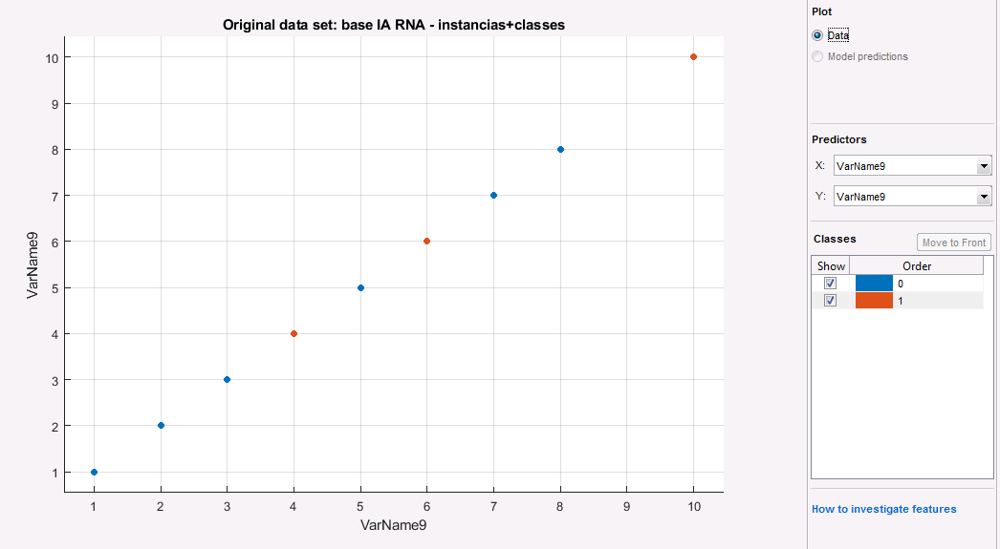 Original data set: base IA RNA - instancias+classes
10
9
8
7
6
5
4
3
2
1
VarName9
1 2 3 4 5 6 7 8 9 10
VarName9
Plot
Data
Model predictions
Predictors
X: VarName9
Y: VarName9
Classes Move to Front
Show Order
0
1
How to investigate features